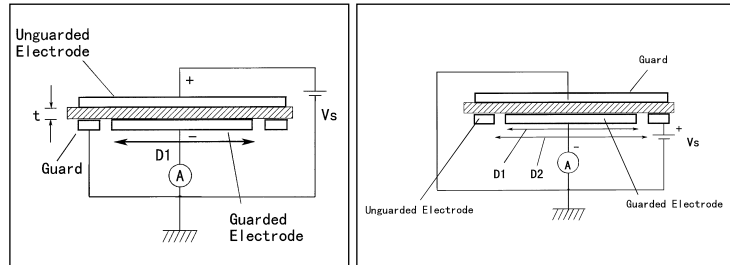 Unguarded
Electrode
+
t
Vs
Guard
−
D1
A
Guarded
Electrode
Guard
+
Vs
−
D1
D2
A
Unguarded Electrode
Guarded Electrode